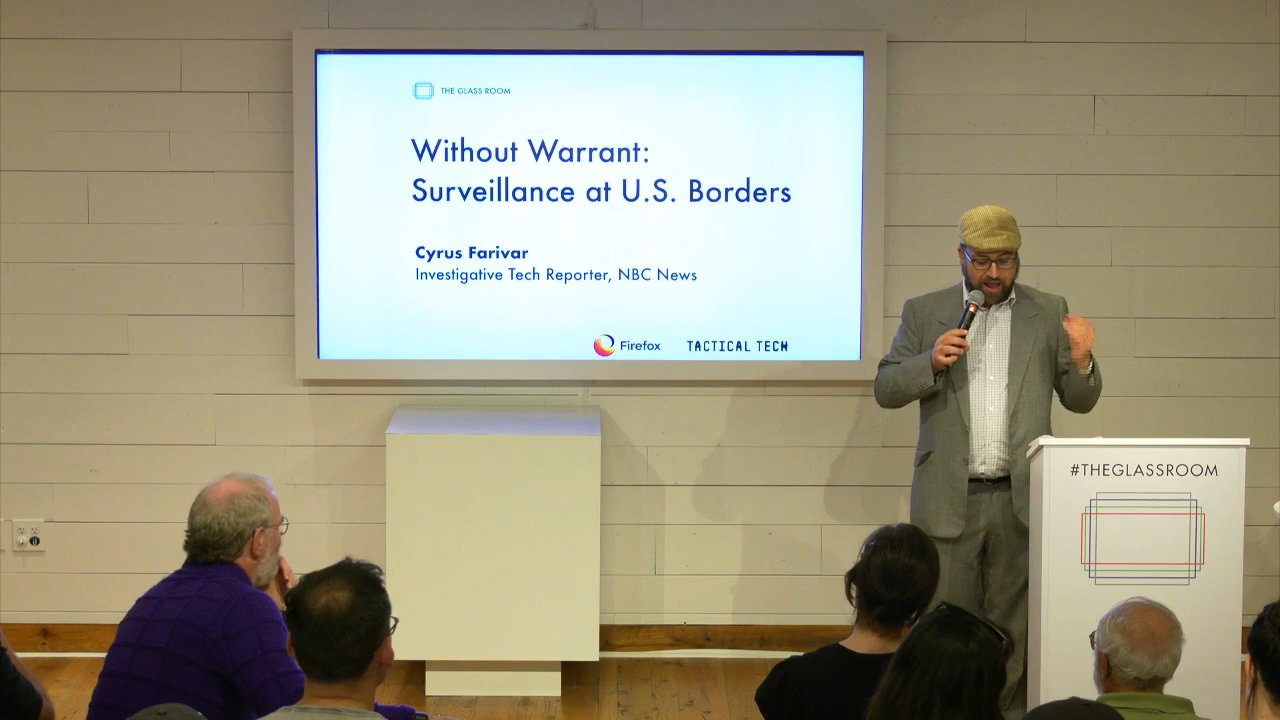 THE GLASS ROOM
Without Warrant:
Surveillance at U.S. Borders
Cyrus Farivar
Investigative Tech Reporter, NBC News
Firefox
TACTICAL TECH
#THEGLASSROOM